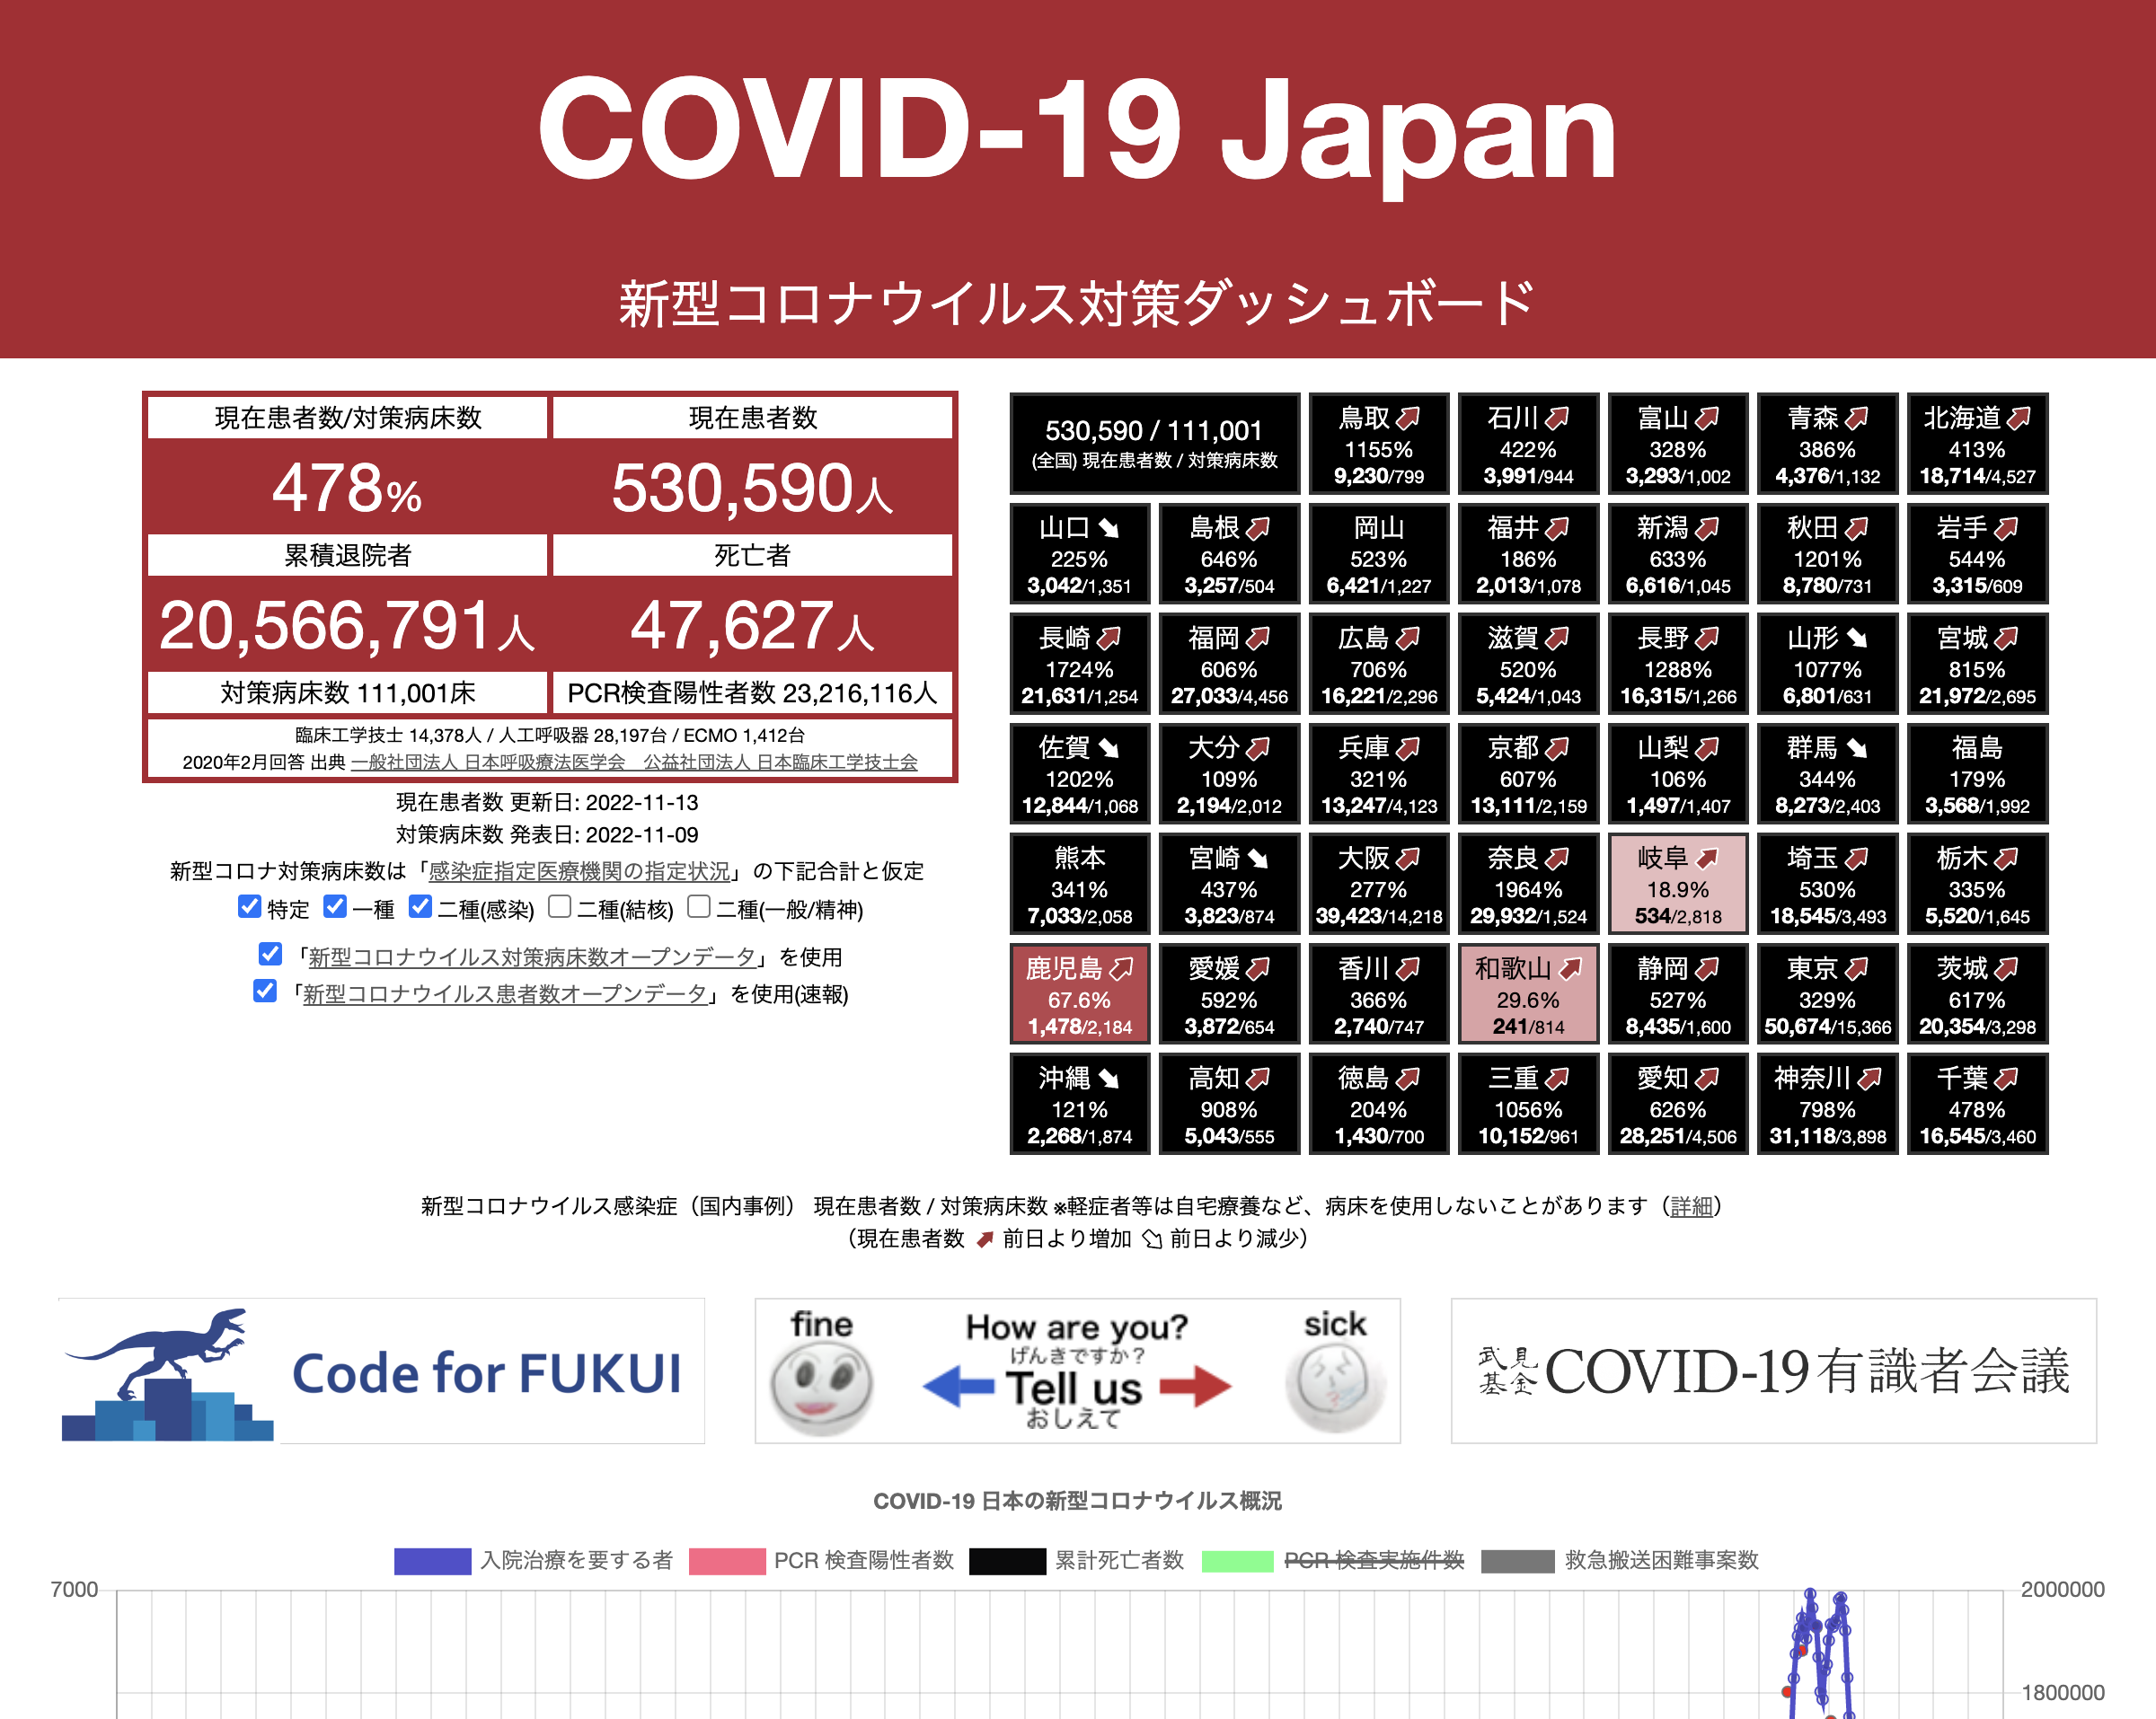 COVID-19 Japan
新型コロナウイルス対策ダッシュボード
現在患者数/対策病床数
現在患者数
478%
530,590人
累積退院者
死亡者
20,566,791人
47,627人
対策病床数 111,001床
PCR検査陽性者数 23,216,116人
臨床工学技士 14,378人 / 人工呼吸器 28,197台 / ECMO 1,412台
2020年2月回答 出典 一般社団法人 日本呼吸療法医学会　公益社団法人 日本臨床工学技士会
現在患者数 更新日: 2022-11-13
対策病床数 発表日: 2022-11-09
新型コロナ対策病床数は「感染症指定医療機関の指定状況」の下記合計と仮定
特定 一種 二種(感染) 二種(結核) 二種(一般/精神)
「新型コロナウイルス対策病床数オープンデータ」を使用
「新型コロナウイルス患者数オープンデータ」を使用(速報)
530,590 / 111,001
(全国) 現在患者数 / 対策病床数
鳥取
1155%
9,230/799
石川
422%
3,991/944
富山
328%
3,293/1,002
青森
386%
4,376/1,132
北海道
413%
18,714/4,527
山口
225%
3,042/1,351
島根
646%
3,257/504
岡山
523%
6,421/1,227
福井
186%
2,013/1,078
新潟
633%
6,616/1,045
秋田
1201%
8,780/731
岩手
544%
3,315/609
長崎
1724%
21,631/1,254
福岡
606%
27,033/4,456
広島
706%
16,221/2,296
滋賀
520%
5,424/1,043
長野
1288%
16,315/1,266
山形
1077%
6,801/631
宮城
815%
21,972/2,695
佐賀
1202%
12,844/1,068
大分
109%
2,194/2,012
兵庫
321%
13,247/4,123
京都
607%
13,111/2,159
山梨
106%
1,497/1,407
群馬
344%
8,273/2,403
福島
179%
3,568/1,992
熊本
341%
7,033/2,058
宮崎
437%
3,823/874
大阪
277%
39,423/14,218
奈良
1964%
29,932/1,524
岐阜
18.9%
534/2,818
埼玉
530%
18,545/3,493
栃木
335%
5,520/1,645
鹿児島
67.6%
1,478/2,184
愛媛
592%
3,872/654
香川
366%
2,740/747
和歌山
29.6%
241/814
静岡
527%
8,435/1,600
東京
329%
50,674/15,366
茨城
617%
20,354/3,298
沖縄
121%
2,268/1,874
高知
908%
5,043/555
徳島
204%
1,430/700
三重
1056%
10,152/961
愛知
626%
28,251/4,506
神奈川
798%
31,118/3,898
千葉
478%
16,545/3,460
新型コロナウイルス感染症（国内事例） 現在患者数 / 対策病床数 ※軽症者等は自宅療養など、病床を使用しないことがあります（詳細）
（現在患者数 前日より増加 前日より減少）
Code for FUKUI
fine
How are you?
げんきですか？
Tell us
おしえて
sick
武見基金 COVID-19有識者会議
COVID-19 日本の新型コロナウイルス概況
入院治療を要する者 PCR 検査陽性者数 累計死亡者数 PCR 検査実施件数 救急搬送困難事案数
7000
2000000
1800000